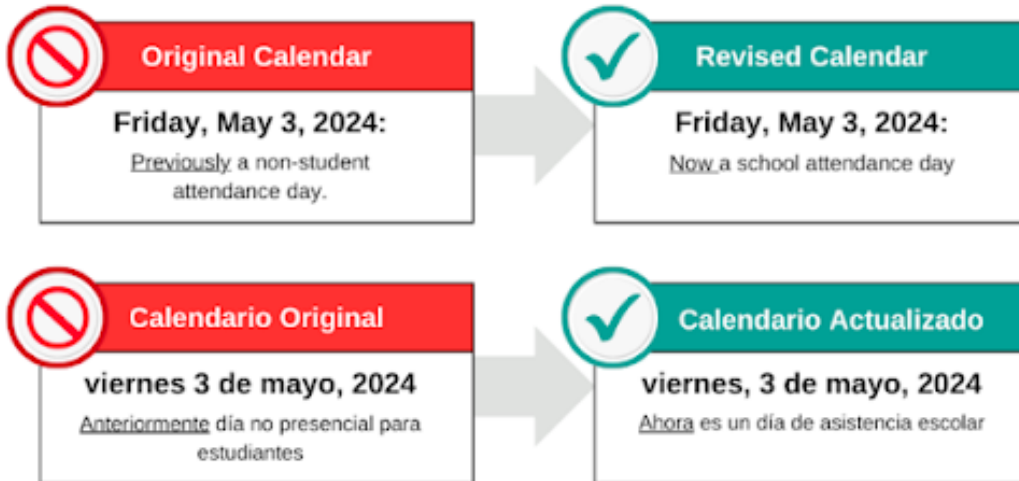 Original Calendar
Friday, May 3, 2024:
Previously a non-student
attendance day.
Revised Calendar
Friday, May 3, 2024:
Now a school attendance day
Calendario Original
viernes 3 de mayo, 2024
Anteriormente día no presencial para
estudiantes
Calendario Actualizado
viernes, 3 de mayo, 2024
Ahora es un día de asistencia escolar